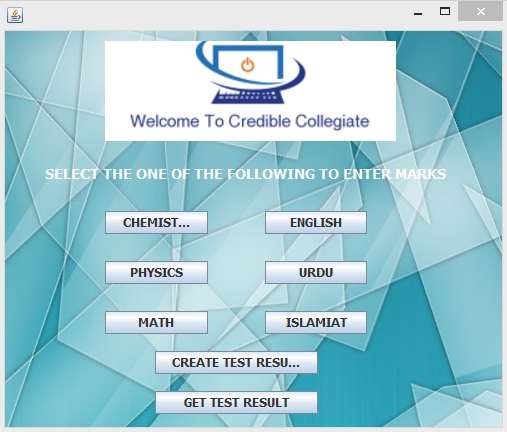 Welcome To Credible Collegiate
SELECT THE ONE OF THE FOLLOWING TO ENTER MARKS
CHEMIST... ENGLISH
PHYSICS URDU
MATH ISLAMIAT
CREATE TEST RESU...
GET TEST RESULT